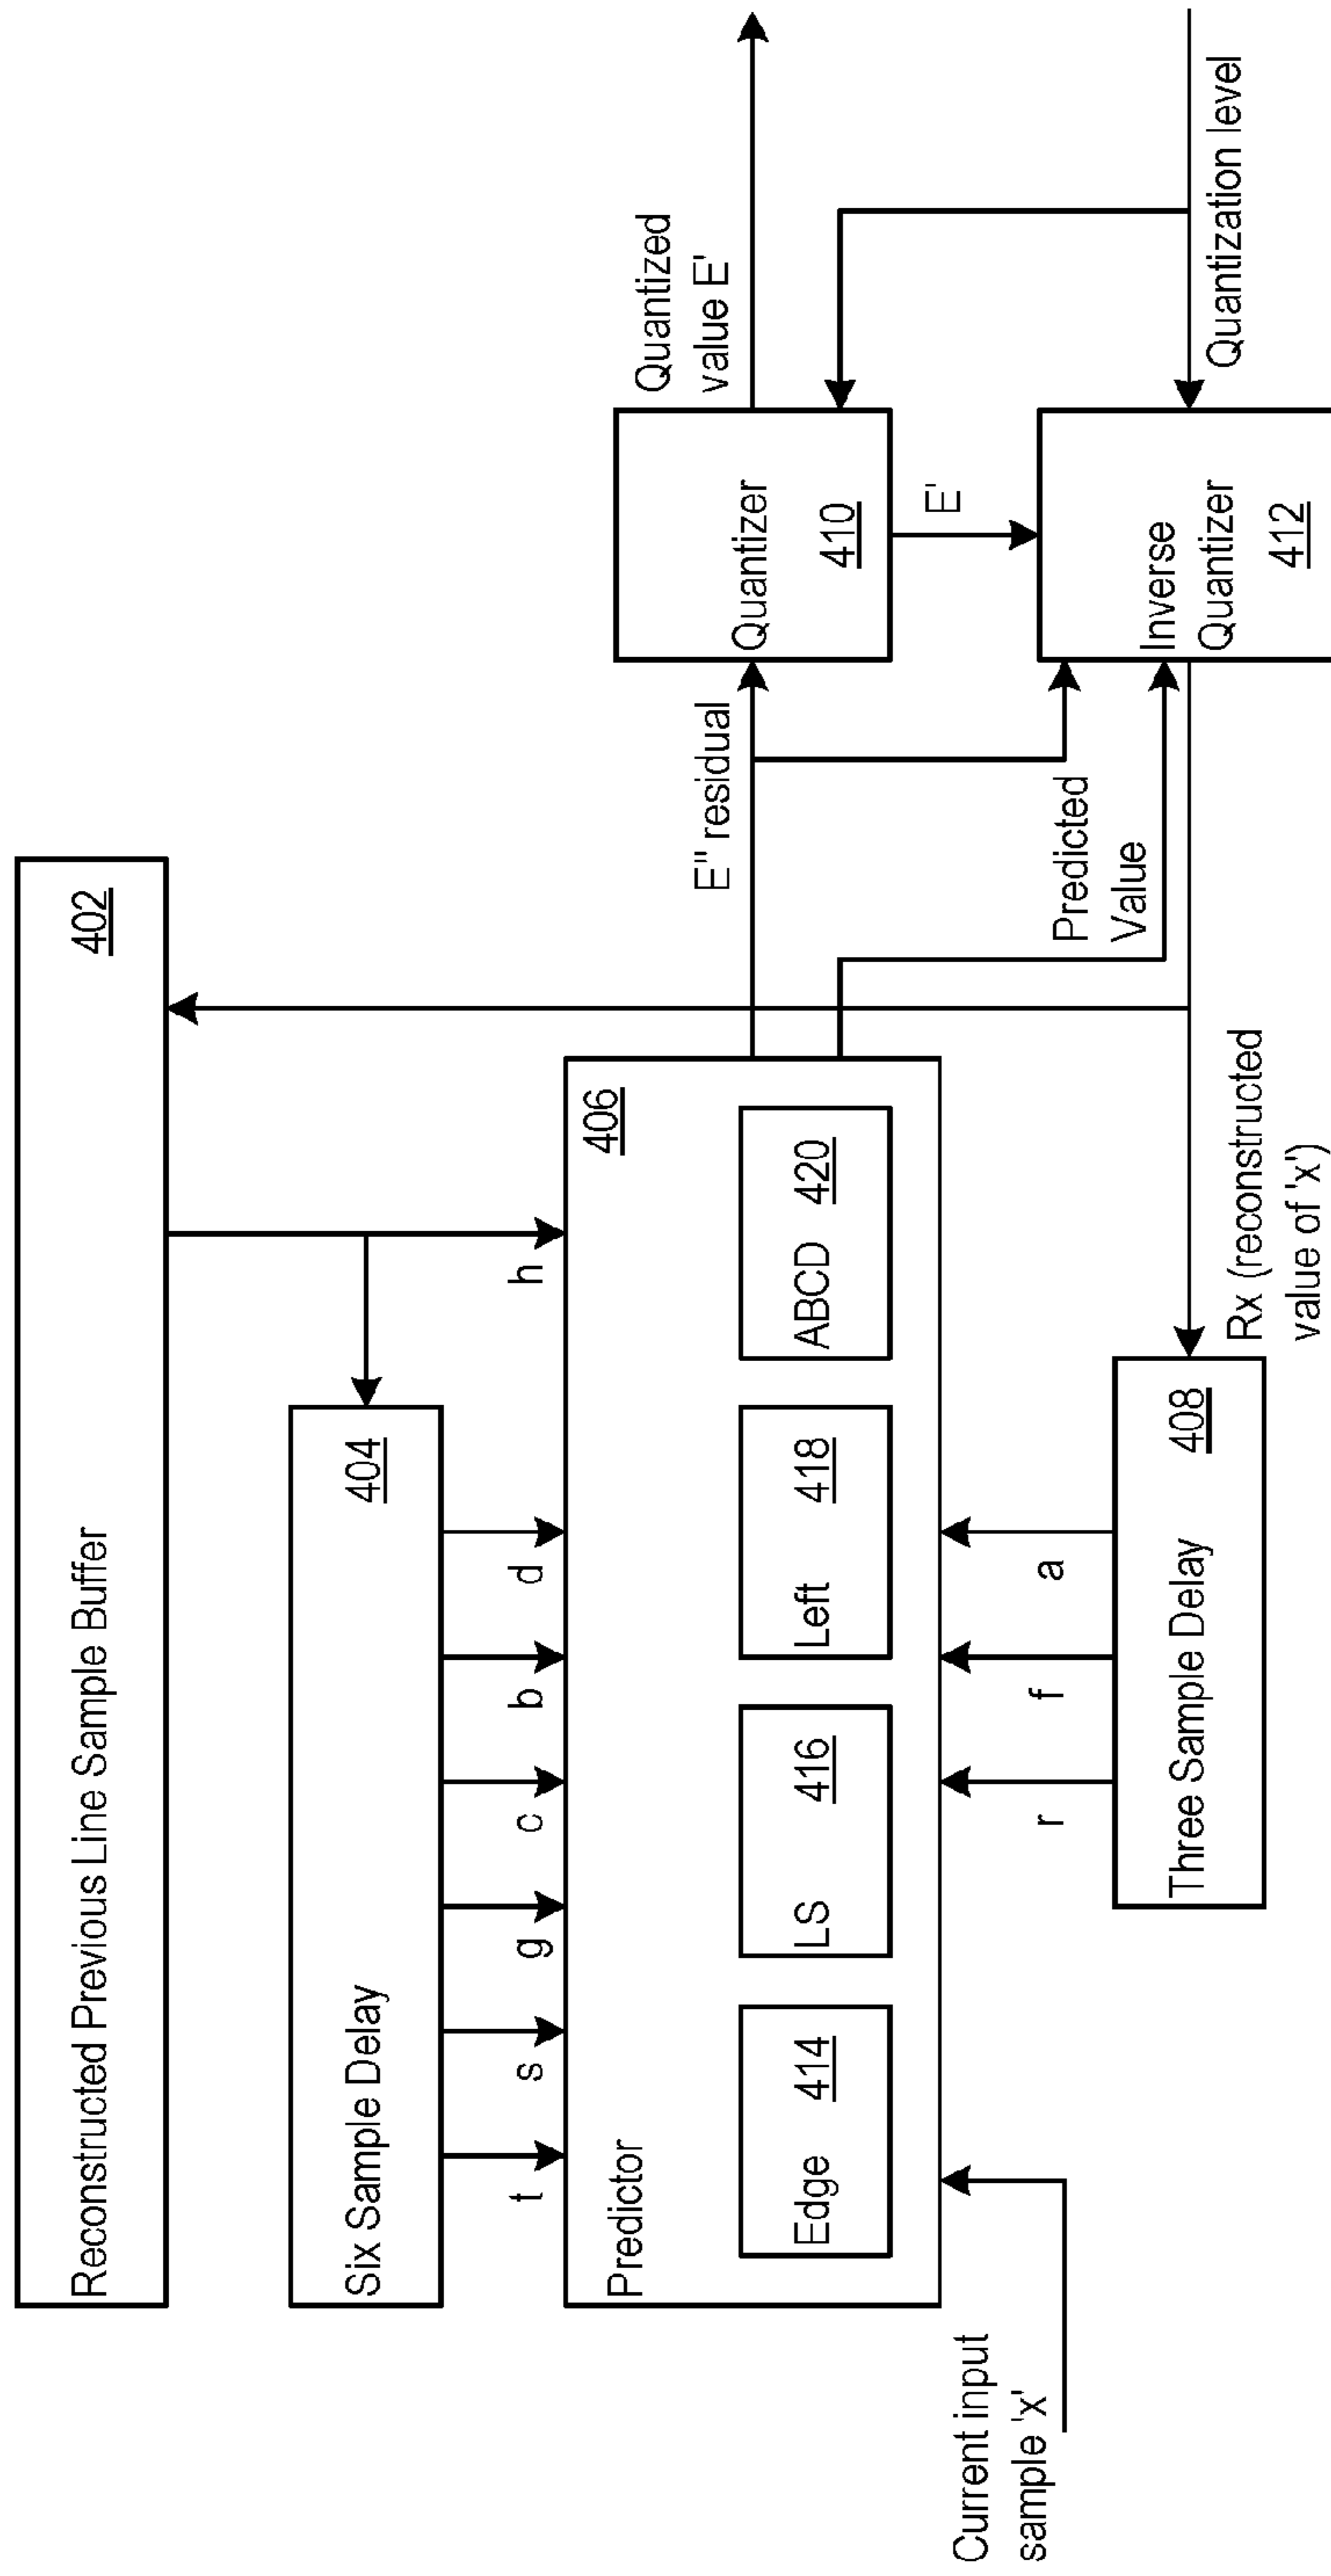 Reconstructed Previous Line Sample Buffer 402
Six Sample Delay 404
t
s
g
c
b
d
h
Predictor 406
Edge 414
LS 416
Left 418
ABCD 420
Current input
sample 'x'
r
f
a
Three Sample Delay 408
Rx (reconstructed
value of 'x')
E'' residual
Predicted
Value
Quantizer
410
E'
Inverse
Quantizer
412
Quantized
value E'
Quantization level